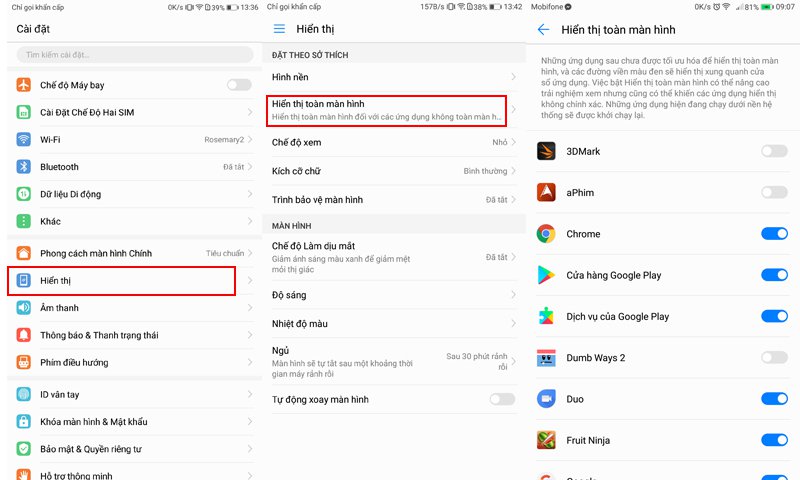 Chỉ gọi khẩn cấp 0K/s 39% 13:36
Cài đặt
Tìm kiếm cài đặt..
Chế độ Máy bay
Cài Đặt Chế Độ Hai SIM
Wi-Fi Rosemary2
Bluetooth Đã tắt
Dữ liệu Di động
Khác
Phong cách màn hình Chính Tiêu chuẩn
Hiển thị
Âm thanh
Thông báo & Thanh trạng thái
Phím điều hướng
ID vân tay
Khóa màn hình & Mật khẩu
Bảo mật & Quyền riêng tư
Hỗ trợ thông minh
Chỉ gọi khẩn cấp 157B/s 38% 13:42
Hiển thị
ĐẶT THEO SỞ THÍCH
Hình nền
Hiển thị toàn màn hình
Hiển thị toàn màn hình đối với các ứng dụng không toàn màn h..
Chế độ xem Nhỏ
Kích cỡ chữ Bình thường
Trình bảo vệ màn hình Đã tắt
MÀN HÌNH
Chế độ Làm dịu mắt
Giảm ánh sáng màu xanh để giảm mệt
mỏi thị giác
Đã tắt
Độ sáng
Nhiệt độ màu
Ngủ
Màn hình sẽ tự tắt sau một khoảng thời
gian máy rảnh rỗi
Sau 30 phút rảnh
rỗi
Tự động xoay màn hình
Mobifone 0K/s 81% 09:07
Hiển thị toàn màn hình
Những ứng dụng sau chưa được tối ưu hóa để hiển thị toàn màn
hình, và các đường viền màu đen sẽ hiển thị xung quanh cửa
sổ ứng dụng. Việc bật Hiển thị toàn màn hình có thể nâng cao
trải nghiệm xem nhưng cũng có thể khiến các ứng dụng hiển thị
không chính xác. Những ứng dụng hiện đang chạy dưới nền hệ
thống sẽ được khởi chạy lại.
3DMark
aPhim
Chrome
Cửa hàng Google Play
Dịch vụ của Google Play
Dumb Ways 2
Duo
Fruit Ninja
Google